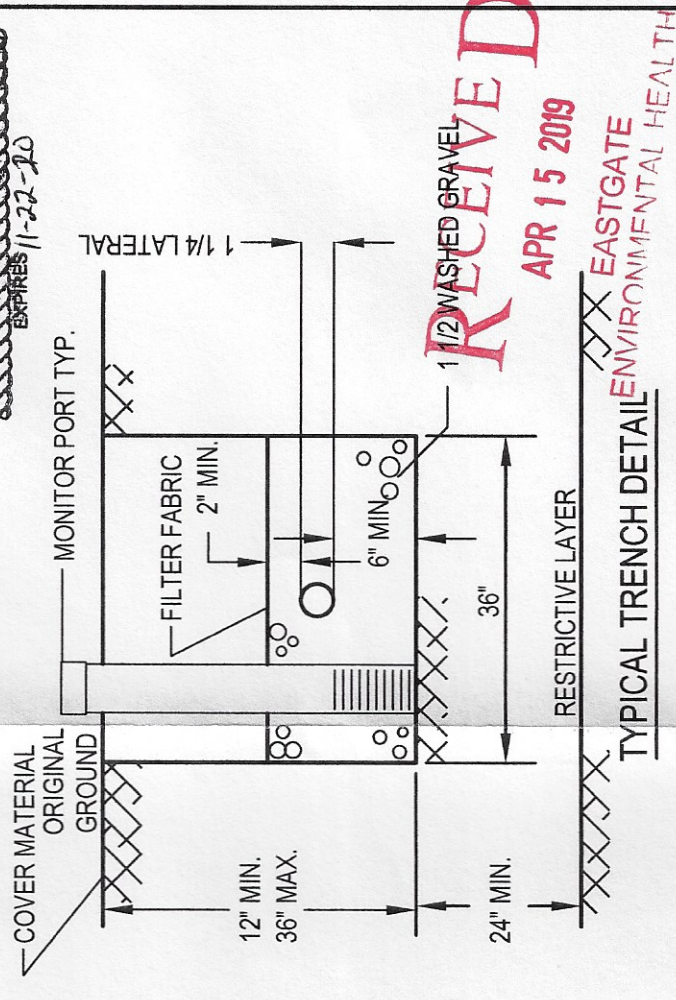 EXPIRES 11-22-20
MONITOR PORT TYP.
COVER MATERIAL
ORIGINAL
GROUND
FILTER FABRIC
2" MIN.
1 1/4 LATERAL
6" MIN.
1 1/2 WASHED GRAVEL
12" MIN.
36" MAX.
36"
24" MIN.
RESTRICTIVE LAYER
TYPICAL TRENCH DETAIL
RECEIVED
APR 15 2019
EASTGATE
ENVIRONMENTAL HEALTH